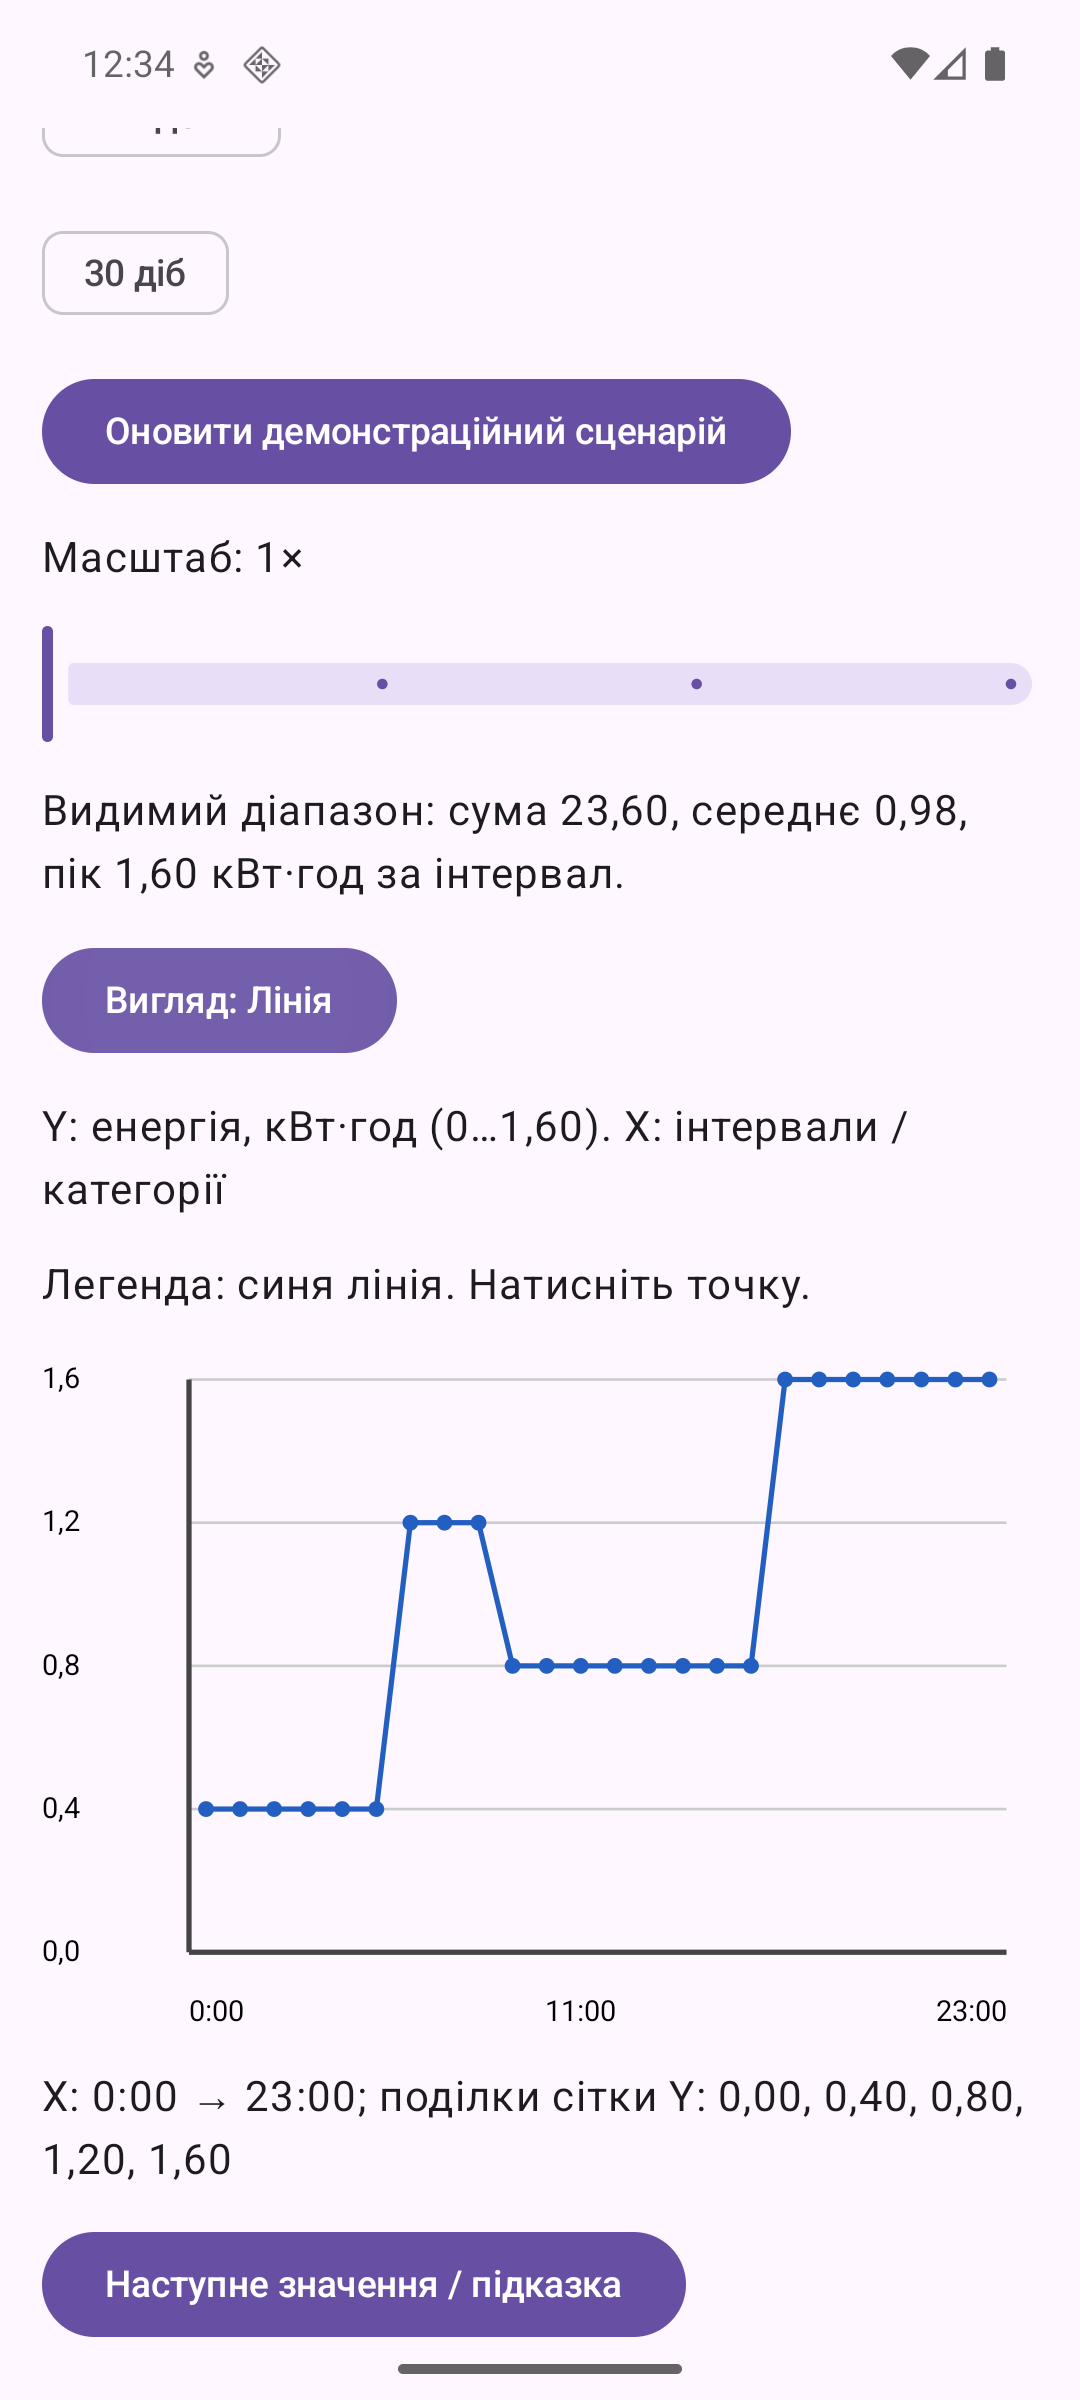 12:34
30 діб
Оновити демонстраційний сценарій
Масштаб: 1×
Видимий діапазон: сума 23,60, середнє 0,98,
пік 1,60 кВт·год за інтервал.
Вигляд: Лінія
Y: енергія, кВт·год (0…1,60). X: інтервали /
категорії
Легенда: синя лінія. Натисніть точку.
1,6
1,2
0,8
0,4
0,0
0:00 11:00 23:00
X: 0:00 → 23:00; поділки сітки Y: 0,00, 0,40, 0,80,
1,20, 1,60
Наступне значення / підказка